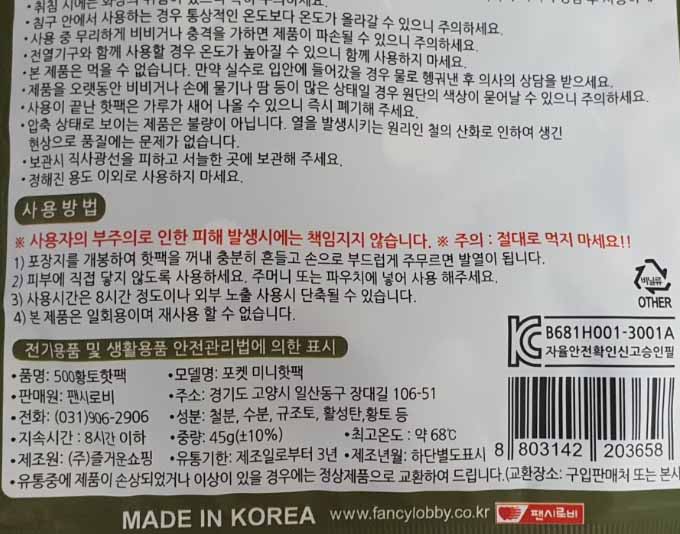 • 취침 시에는 화상의 위험이 있으니
• 침구 안에서 사용하는 경우 통상적인 온도보다 온도가 올라갈 수 있으니 주의하세요.
• 사용 중 무리하게 비비거나 충격을 가하면 제품이 파손될 수 있으니 주의하세요.
• 전열기구와 함께 사용할 경우 온도가 높아질 수 있으니 함께 사용하지 마세요.
• 본 제품은 먹을 수 없습니다. 만약 실수로 입안에 들어갔을 경우 물로 헹궈낸 후 의사의 상담을 받으세요.
• 제품을 오랫동안 비비거나 손에 물기나 땀 등이 많은 상태일 경우 원단의 색상이 묻어날 수 있으니 주의하세요.
• 사용이 끝난 핫팩은 가루가 새어 나올 수 있으니 즉시 폐기해 주세요.
• 압축 상태로 보이는 제품은 불량이 아닙니다. 열을 발생시키는 원리인 철의 산화로 인하여 생긴
현상으로 품질에는 문제가 없습니다.
• 보관시 직사광선을 피하고 서늘한 곳에 보관해 주세요.
• 정해진 용도 이외로 사용하지 마세요.
사용방법
※ 사용자의 부주의로 인한 피해 발생시에는 책임지지 않습니다. ※ 주의 : 절대로 먹지 마세요!!
1) 포장지를 개봉하여 핫팩을 꺼내 충분히 흔들고 손으로 부드럽게 주무르면 발열이 됩니다.
2) 피부에 직접 닿지 않도록 사용하세요. 주머니 또는 파우치에 넣어 사용 해주세요.
3) 사용시간은 8시간 정도이나 외부 노출 사용시 단축될 수 있습니다.
4) 본 제품은 일회용이며 재사용 할 수 없습니다.
비닐류
OTHER
B681H001-3001A
자율안전확인신고승인필
전기용품 및 생활용품 안전관리법에 의한 표시
• 품명: 500황토핫팩 • 모델명: 포켓 미니핫팩
• 판매원: 팬시로비 • 주소: 경기도 고양시 일산동구 장대길 106-51
• 전화: (031)906-2906 • 성분: 철분, 수분, 규조토, 활성탄, 황토 등
• 지속시간 : 8시간 이하 • 중량: 45g(±10%) • 최고온도 : 약 68℃
• 제조원: (주)즐거운쇼핑 • 유통기한: 제조일로부터 3년 • 제조년월: 하단별도표시
8 803142 203658
• 유통중에 제품이 손상되었거나 이상이 있을 경우에는 정상제품으로 교환하여 드립니다.(교환장소: 구입판매처 또는 본사
MADE IN KOREA www.fancylobby.co.kr 팬시로비